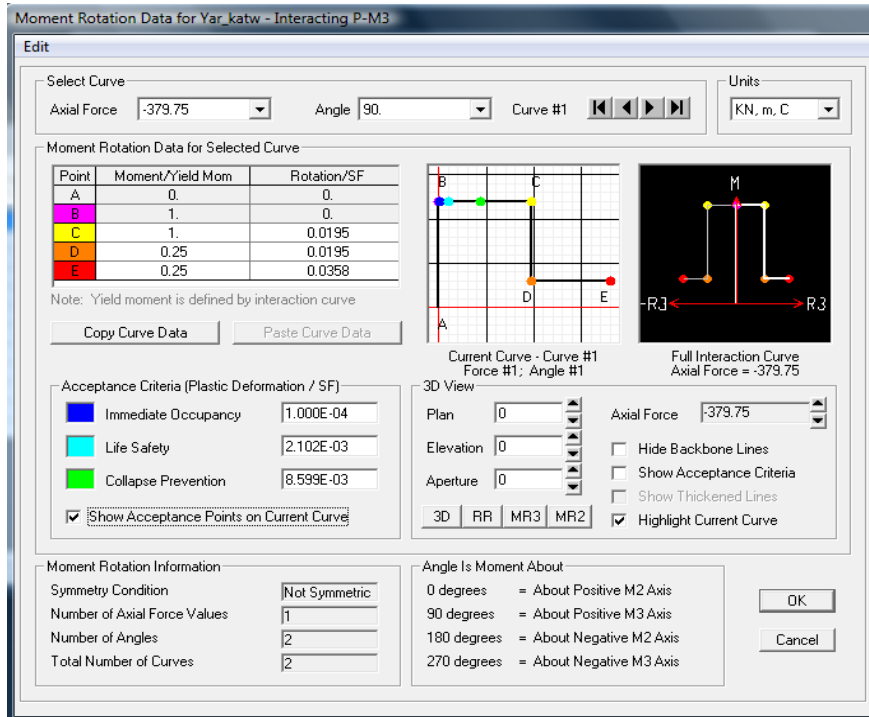 Moment Rotation Data for Yar_katw - Interacting P-M3
Edit
Select Curve
Axial Force -379.75 Angle 90. Curve #1
Units
KN, m, C
Moment Rotation Data for Selected Curve
Point Moment/Yield Mom Rotation/SF
A 0. 0.
B 1. 0.
C 1. 0.0195
D 0.25 0.0195
E 0.25 0.0358
Note: Yield moment is defined by interaction curve
Copy Curve Data Paste Curve Data
B C
D E
A
Current Curve - Curve #1
Force #1; Angle #1
M
-R3 R3
Full Interaction Curve
Axial Force = -379.75
Acceptance Criteria (Plastic Deformation / SF)
Immediate Occupancy 1.000E-04
Life Safety 2.102E-03
Collapse Prevention 8.599E-03
Show Acceptance Points on Current Curve
3D View
Plan 0
Elevation 0
Aperture 0
3D RR MR3 MR2
Axial Force -379.75
Hide Backbone Lines
Show Acceptance Criteria
Show Thickened Lines
Highlight Current Curve
Moment Rotation Information
Symmetry Condition Not Symmetric
Number of Axial Force Values 1
Number of Angles 2
Total Number of Curves 2
Angle Is Moment About
0 degrees = About Positive M2 Axis
90 degrees = About Positive M3 Axis
180 degrees = About Negative M2 Axis
270 degrees = About Negative M3 Axis
OK
Cancel